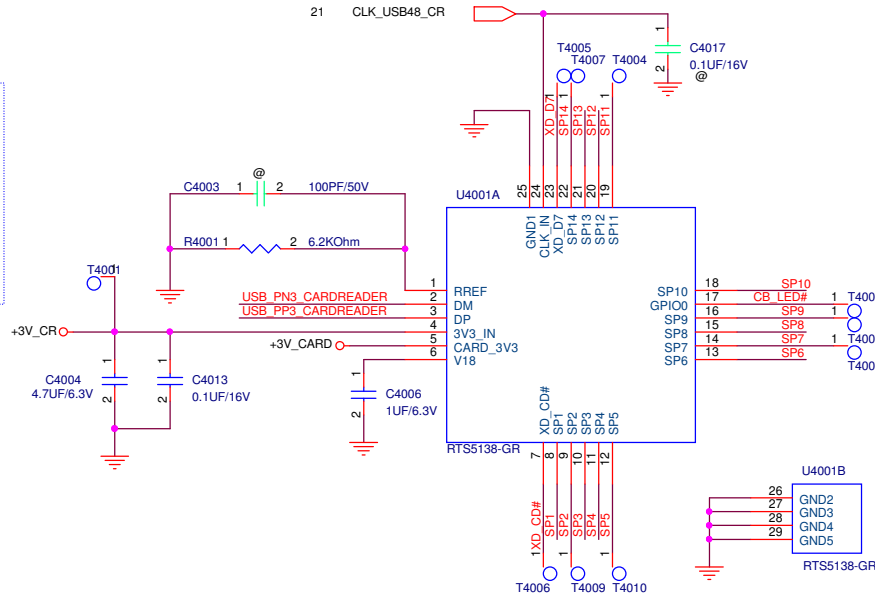 21 CLK_USB48_CR
1
2
C4017
0.1UF/16V
@
T4005
T4007 T4004
1 1 1
XD_D7
SP14
SP13
SP12
SP11
@
C4003 1 2 100PF/50V
R4001 1 2 6.2KOhm
U4001A
25
24
23
22
21
20
19
GND1
CLK_IN
XD_D7
SP14
SP13
SP12
SP11
T4001
1
USB_PN3_CARDREADER
USB_PP3_CARDREADER
+3V_CR
+3V_CARD
1 RREF
2 DM
3 DP
4 3V3_IN
5 CARD_3V3
6 V18
SP10 18 SP10
GPIO0 17 CB_LED# 1 T400
SP9 16 SP9 1
SP8 15 SP8
SP7 14 SP7 1 T400
SP6 13 SP6 T400
1
2
C4004
4.7UF/6.3V
1
2
C4013
0.1UF/16V
1
2
C4006
1UF/6.3V
XD_CD#
SP1
SP2
SP3
SP4
SP5
RTS5138-GR
7
8
9
10
11
12
XD_CD#
SP1
SP2
SP3
SP4
SP5
1 1 1
T4006 T4009 T4010
U4001B
26 GND2
27 GND3
28 GND4
29 GND5
RTS5138-GR